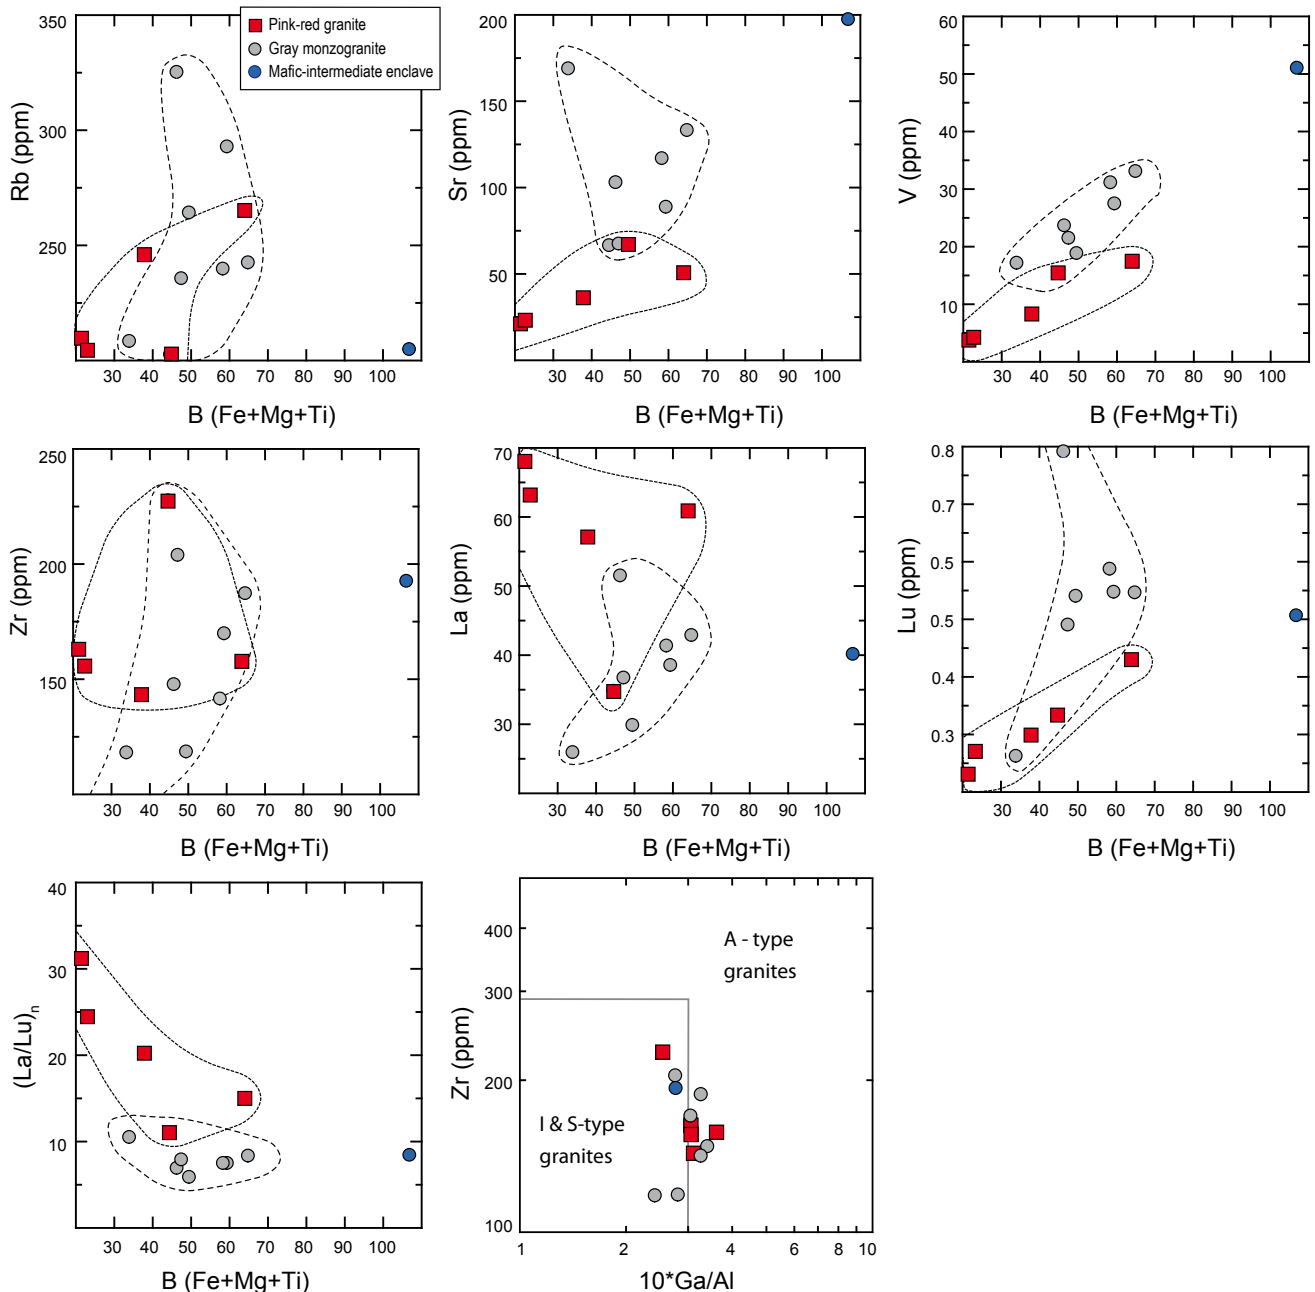 350
300
250
200
Rb (ppm)
30 40 50 60 70 80 90 100
B (Fe+Mg+Ti)
Pink-red granite
Gray monzogranite
Mafic-intermediate enclave
200
150
100
50
Sr (ppm)
30 40 50 60 70 80 90 100
B (Fe+Mg+Ti)
60
50
40
30
20
10
V (ppm)
30 40 50 60 70 80 90 100
B (Fe+Mg+Ti)
250
200
150
Zr (ppm)
30 40 50 60 70 80 90 100
B (Fe+Mg+Ti)
70
60
50
40
30
La (ppm)
30 40 50 60 70 80 90 100
B (Fe+Mg+Ti)
0.8
0.7
0.5
0.5
0.4
0.3
Lu (ppm)
30 40 50 60 70 80 90 100
B (Fe+Mg+Ti)
40
30
20
10
(La/Lu)n
30 40 50 60 70 80 90 100
B (Fe+Mg+Ti)
400
300
200
100
Zr (ppm)
A - type
granites
I & S-type
granites
1 2 4 6 8 10
10*Ga/Al